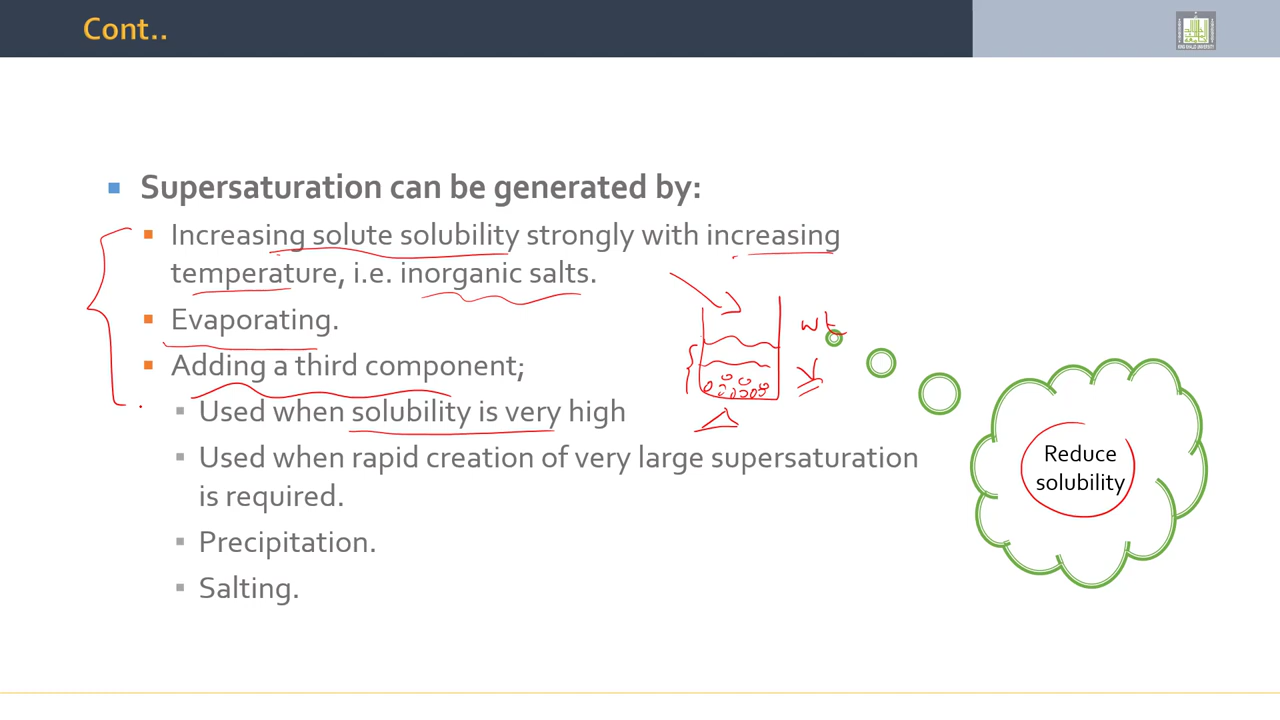 Cont..
Supersaturation can be generated by:
Increasing solute solubility strongly with increasing
temperature, i.e. inorganic salts.
Evaporating.
wt
Adding a third component;
Used when solubility is very high
Used when rapid creation of very large supersaturation
is required.
Reduce
solubility
Precipitation.
Salting.